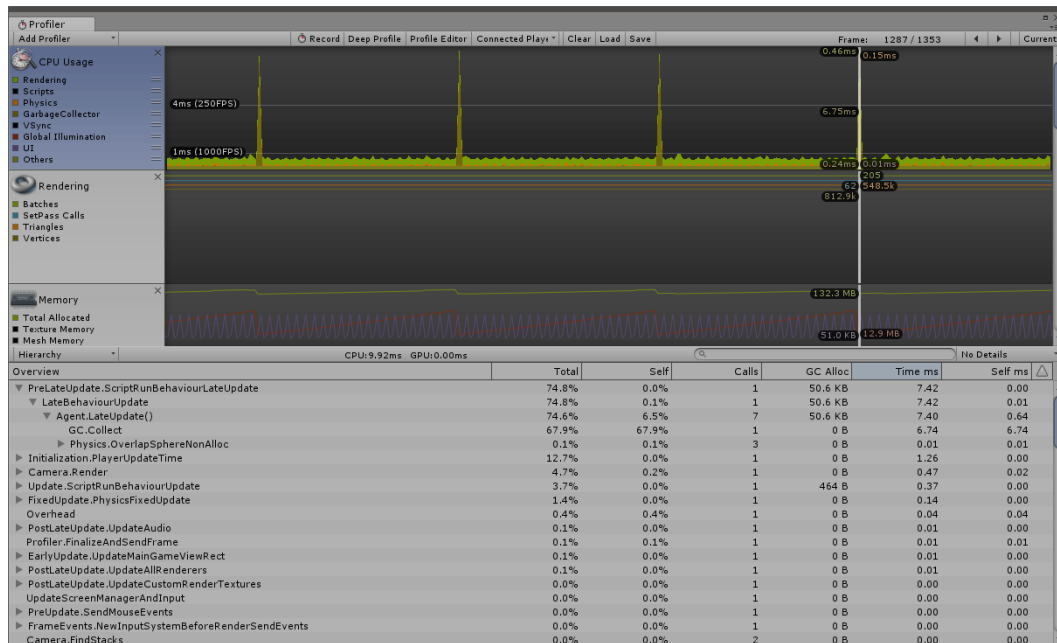 Profiler
Add Profiler Record Deep Profile Profile Editor Connected Playe Clear Load Save Frame: 1287 / 1353 Current
CPU Usage
Rendering
Scripts
Physics
GarbageCollector
VSync
Global Illumination
UI
Others
4ms (250FPS)
1ms (1000FPS)
0.46ms 0.15ms
6.75ms
0.24ms 0.01ms
Rendering
Batches
SetPass Calls
Triangles
Vertices
205
62 548.5k
812.9k
Memory
Total Allocated
Texture Memory
Mesh Memory
132.3 MB
51.0 KB 12.9 MB
Hierarchy CPU:9.92ms GPU:0.00ms No Details
Overview Total Self Calls GC Alloc Time ms Self ms
PreLateUpdate.ScriptRunBehaviourLateUpdate 74.8% 0.0% 1 50.6 KB 7.42 0.00
LateBehaviourUpdate 74.8% 0.1% 1 50.6 KB 7.42 0.01
Agent.LateUpdate() 74.6% 6.5% 7 50.6 KB 7.40 0.64
GC.Collect 67.9% 67.9% 1 0 B 6.74 6.74
Physics.OverlapSphereNonAlloc 0.1% 0.1% 3 0 B 0.01 0.01
Initialization.PlayerUpdateTime 12.7% 0.0% 1 0 B 1.26 0.00
Camera.Render 4.7% 0.2% 1 0 B 0.47 0.02
Update.ScriptRunBehaviourUpdate 3.7% 0.0% 1 464 B 0.37 0.00
FixedUpdate.PhysicsFixedUpdate 1.4% 0.0% 1 0 B 0.14 0.00
Overhead 0.4% 0.4% 1 0 B 0.04 0.04
PostLateUpdate.UpdateAudio 0.1% 0.0% 1 0 B 0.01 0.00
Profiler.FinalizeAndSendFrame 0.1% 0.1% 1 0 B 0.01 0.01
EarlyUpdate.UpdateMainGameViewRect 0.1% 0.0% 1 0 B 0.01 0.00
PostLateUpdate.UpdateAllRenderers 0.1% 0.0% 1 0 B 0.01 0.00
PostLateUpdate.UpdateCustomRenderTextures 0.0% 0.0% 1 0 B 0.00 0.00
UpdateScreenManagerAndInput 0.0% 0.0% 1 0 B 0.00 0.00
PreUpdate.SendMouseEvents 0.0% 0.0% 1 0 B 0.00 0.00
FrameEvents.NewInputSystemBeforeRenderSendEvents 0.0% 0.0% 1 0 B 0.00 0.00
Camera.FindStacks 0.0% 0.0% 2 0 B 0.00 0.00